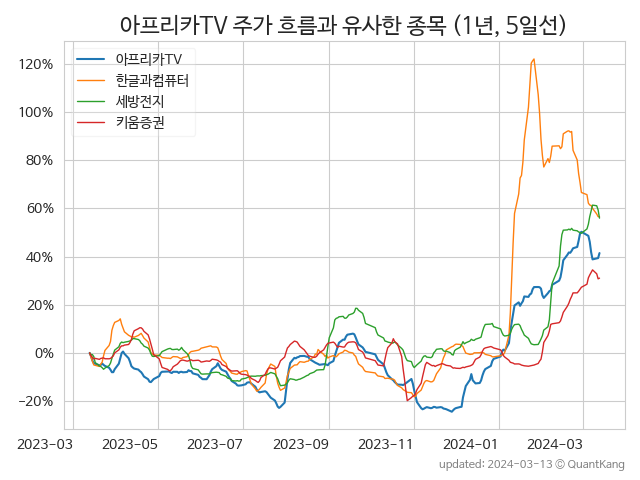 아프리카TV 주가 흐름과 유사한 종목 (1년, 5일선)
아프리카TV
한글과컴퓨터
세방전지
키움증권
120%
100%
80%
60%
40%
20%
0%
−20%
2023-03 2023-05 2023-07 2023-09 2023-11 2024-01 2024-03
updated: 2024-03-13 © QuantKang